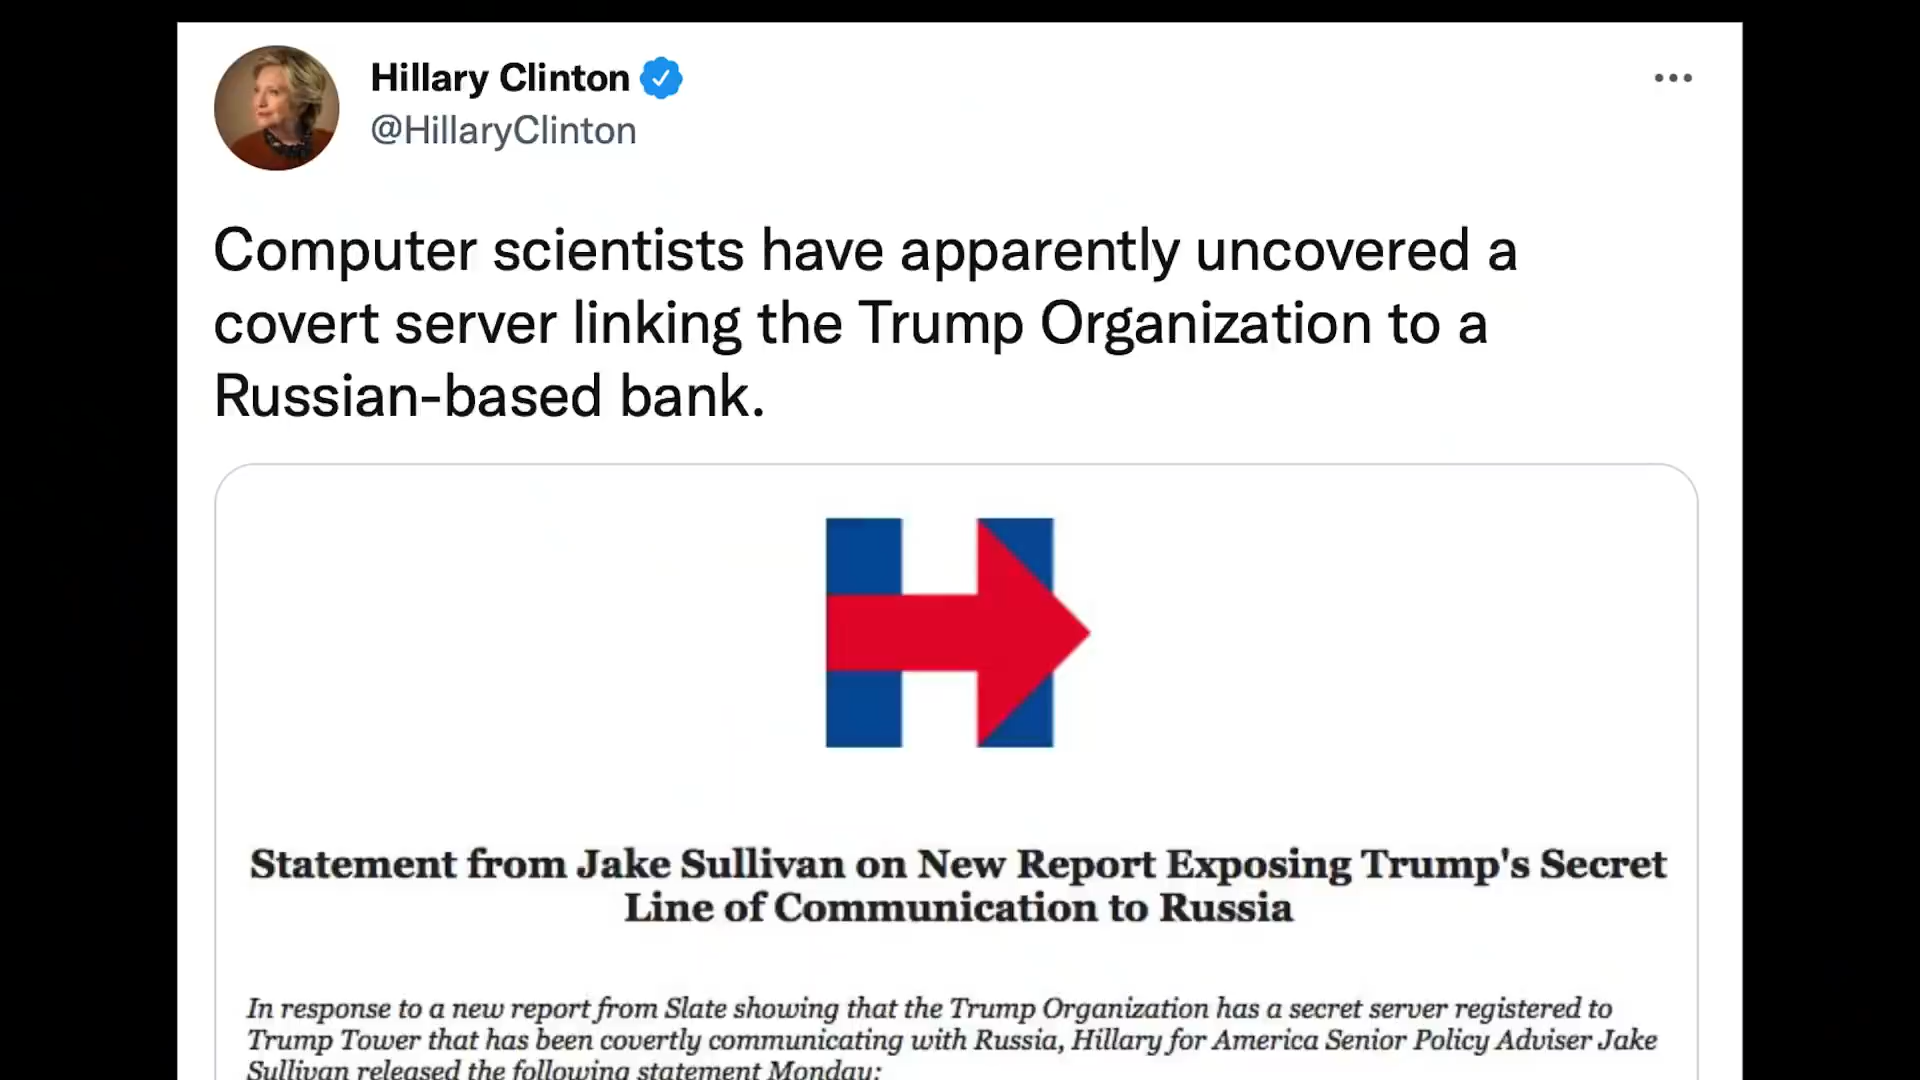 Hillary Clinton
@HillaryClinton
Computer scientists have apparently uncovered a
covert server linking the Trump Organization to a
Russian-based bank.
Statement from Jake Sullivan on New Report Exposing Trump's Secret
Line of Communication to Russia
In response to a new report from Slate showing that the Trump Organization has a secret server registered to
Trump Tower that has been covertly communicating with Russia, Hillary for America Senior Policy Adviser Jake
Sullivan released the following statement Monday: